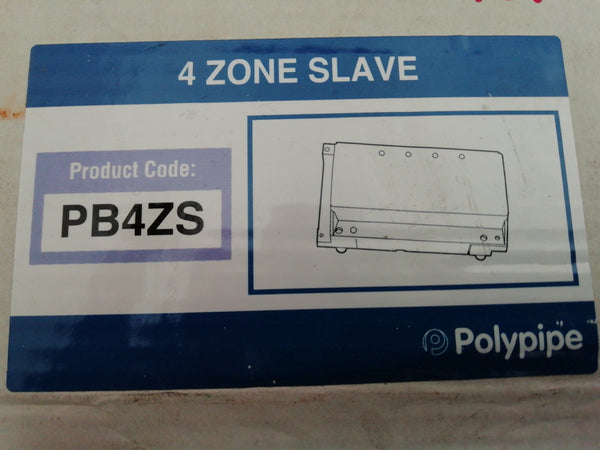 4 ZONE SLAVE
Product Code:
PB4ZS
Polypipe